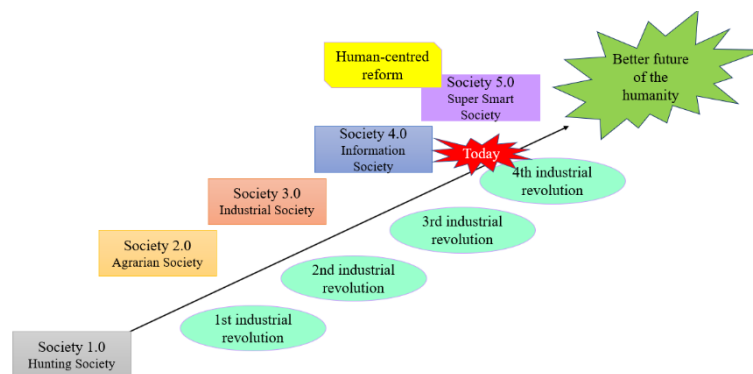 Human-centred
reform
Better future
of the
humanity
Society 5.0
Super Smart
Society
Society 4.0
Information
Society
Today
4th industrial
revolution
Society 3.0
Industrial Society
3rd industrial
revolution
Society 2.0
Agrarian Society
2nd industrial
revolution
1st industrial
revolution
Society 1.0
Hunting Society